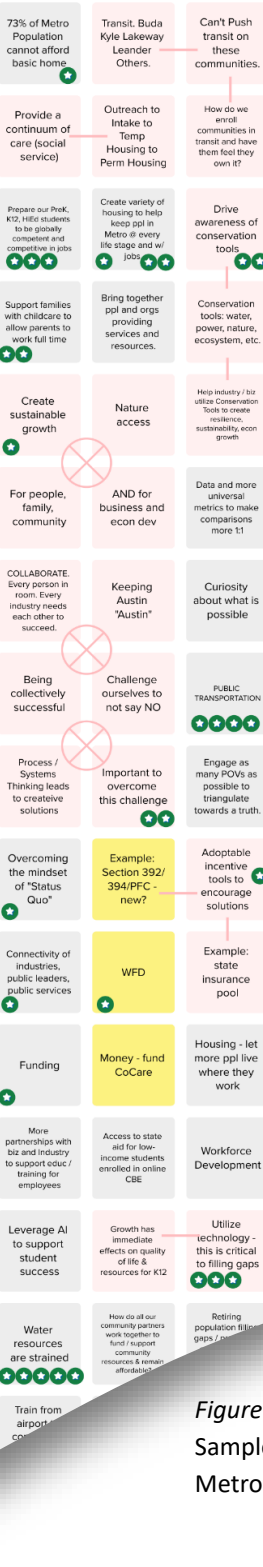 73% of Metro
Population
cannot afford
basic home
Transit. Buda
Kyle Lakeway
Leander
Others.
Can't Push
transit on
these
communities.
Provide a
continuum of
care (social
service)
Outreach to
Intake to
Temp
Housing to
Perm Housing
How do we
enroll
communities in
transit and have
them feel they
own it?
Prepare our PreK,
K12, HiEd students
to be globally
competent and
competitive in jobs
Create variety of
housing to help
keep ppl in
Metro @ every
life stage and w/
jobs
Drive
awareness of
conservation
tools
Support families
with childcare to
allow parents to
work full time
Bring together
ppl and orgs
providing
services and
resources.
Conservation
tools: water,
power, nature,
ecosystem, etc.
Create
sustainable
growth
Nature
access
Help industry / biz
utilize Conservation
Tools to create
resilience,
sustainability, econ
growth
For people,
family,
community
AND for
business and
econ dev
Data and more
universal
metrics to make
comparisons
more 1:1
COLLABORATE.
Every person in
room. Every
industry needs
each other to
succeed.
Keeping
Austin
"Austin"
Curiosity
about what is
possible
Being
collectively
successful
Challenge
ourselves to
not say NO
PUBLIC
TRANSPORTATION
Process /
Systems
Thinking leads
to createive
solutions
Important to
overcome
this challenge
Engage as
many POVs as
possible to
triangulate
towards a truth.
Overcoming
the mindset
of "Status
Quo"
Example:
Section 392/
394/PFC -
new?
Adoptable
incentive
tools to
encourage
solutions
Connectivity of
industries,
public leaders,
public services
WFD
Example:
state
insurance
pool
Funding
Money - fund
CoCare
Housing - let
more ppl live
where they
work
More
partnerships with
biz and Industry
to support educ /
training for
employees
Access to state
aid for low-
income students
enrolled in online
CBE
Workforce
Development
Leverage AI
to support
student
success
Growth has
immediate
effects on quality
of life &
resources for K12
Utilize
technology -
this is critical
to filling gaps
Water
resources
are strained
How do all our
community partners
work together to
fund / support
community
resources & remain
affordable?
Retiring
population filling
gaps /
Train from
airport
Figure
Sample
Metro